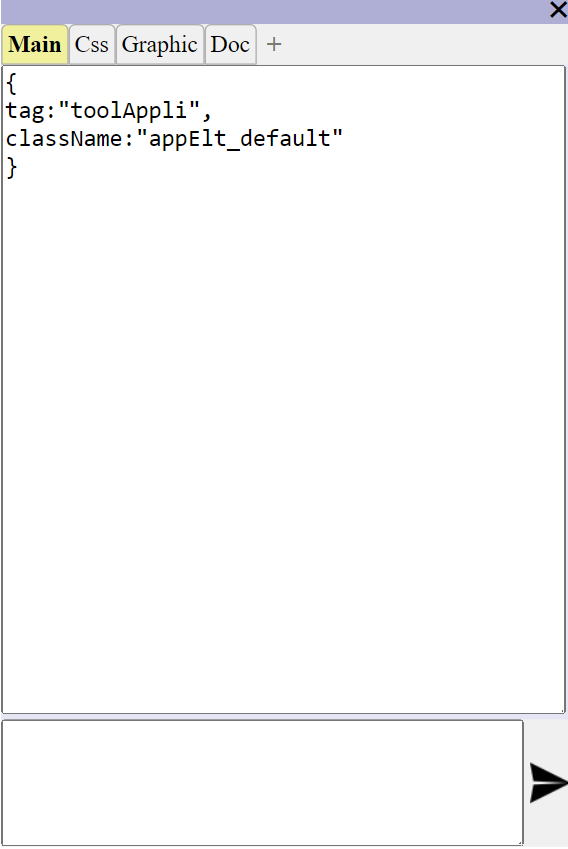 Main Css Graphic Doc +
{
tag:"toolAppli",
className:"appElt_default"
}